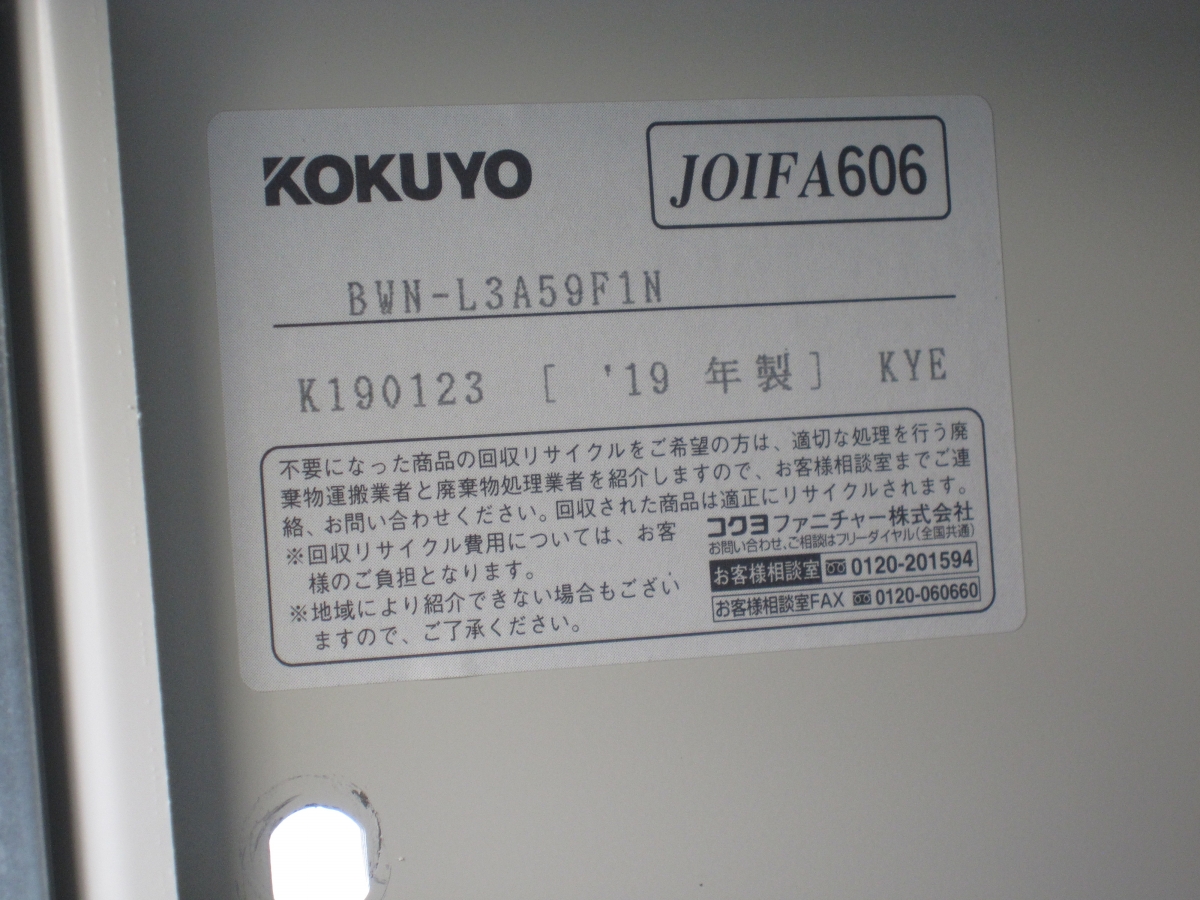 KOKUYO
JOIFA606
BWN-L3A59F1N
K190123 [ '19 年製] KYE
不要になった商品の回収リサイクルをご希望の方は、適切な処理を行う廃
棄物運搬業者と廃棄物処理業者を紹介しますので、お客様相談室までご連
絡、お問い合わせください。回収された商品は適正にリサイクルされます。
※回収リサイクル費用については、お客
様のご負担となります。
※地域により紹介できない場合もござい
ますので、ご了承ください。
コクヨファニチャー株式会社
お問い合わせ、ご相談はフリーダイヤル(全国共通)
お客様相談室 0120-201594
お客様相談室FAX 0120-060660